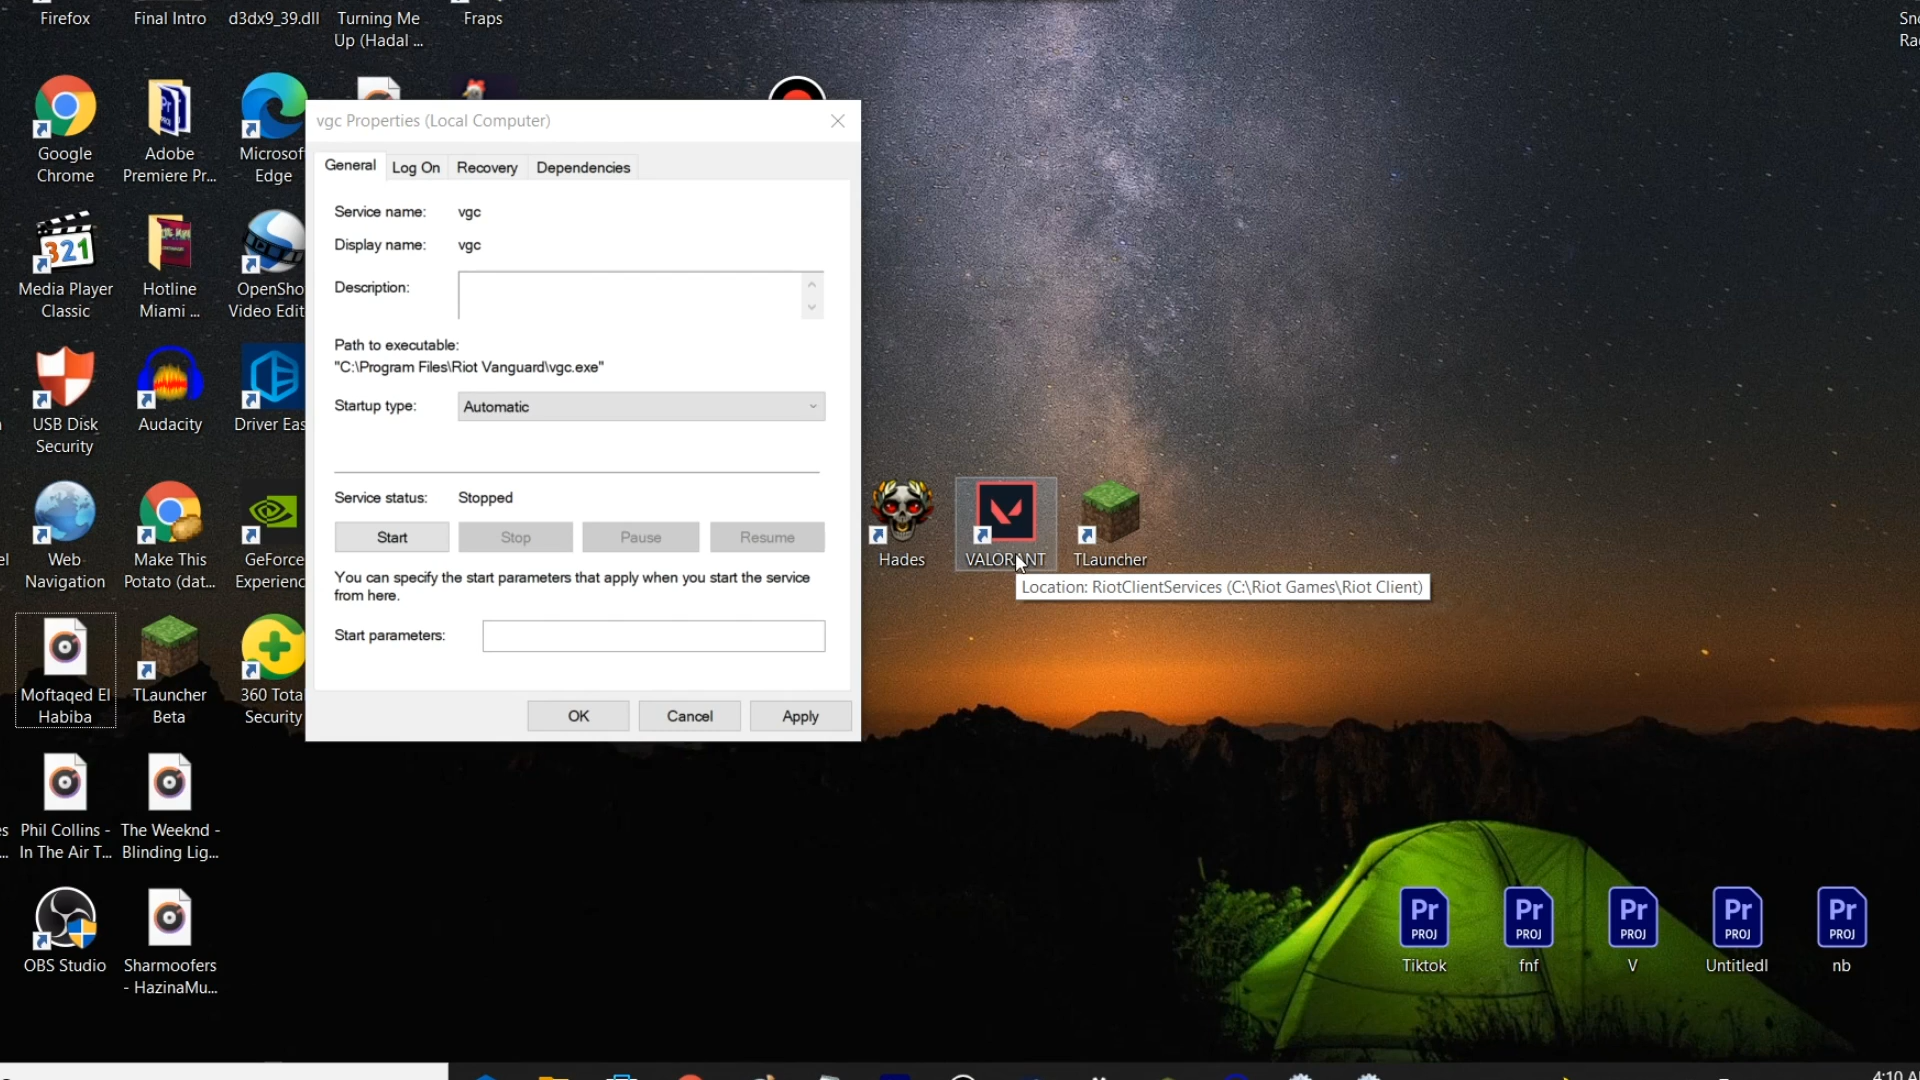 Firefox
Final Intro
d3dx9_39.dll
Turning Me
Up (Hadal ...
Fraps
Google
Chrome
Adobe
Premiere Pr...
Microsof
Edge
321
Media Player
Classic
Hotline
Miami ...
OpenSho
Video Edit
USB Disk
Security
Audacity
Driver Eas
Web
Navigation
Make This
Potato (dat...
GeForce
Experienc
Moftaqed El
Habiba
TLauncher
Beta
360 Tota
Security
Phil Collins -
In The Air T...
The Weeknd -
Blinding Lig...
OBS Studio
Sharmoofers
- HazinaMu...
vgc Properties (Local Computer)
General
Log On
Recovery
Dependencies
Service name:
vgc
Display name:
vgc
Description:
Path to executable:
"C:\Program Files\Riot Vanguard\vgc.exe"
Startup type:
Automatic
Service status:
Stopped
Start
Stop
Pause
Resume
You can specify the start parameters that apply when you start the service
from here.
Start parameters:
OK
Cancel
Apply
Hades
VALORANT
TLauncher
Location: RiotClientServices (C:\Riot Games\Riot Client)
Pr
PROJ
Tiktok
Pr
PROJ
fnf
Pr
PROJ
V
Pr
PROJ
Untitledl
Pr
PROJ
nb